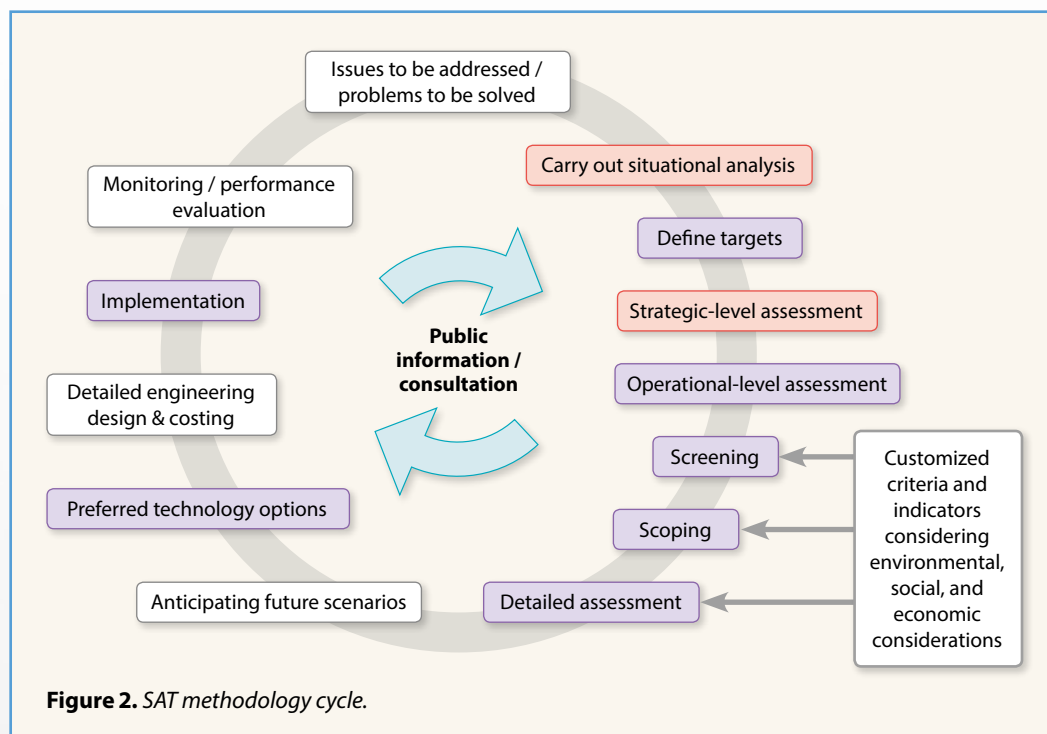 Issues to be addressed /
problems to be solved
Carry out situational analysis
Define targets
Strategic-level assessment
Operational-level assessment
Screening
Scoping
Detailed assessment
Customized
criteria and
indicators
considering
environmental,
social, and
economic
considerations
Anticipating future scenarios
Preferred technology options
Detailed engineering
design & costing
Implementation
Monitoring / performance
evaluation
Public
information /
consultation
Figure 2. SAT methodology cycle.